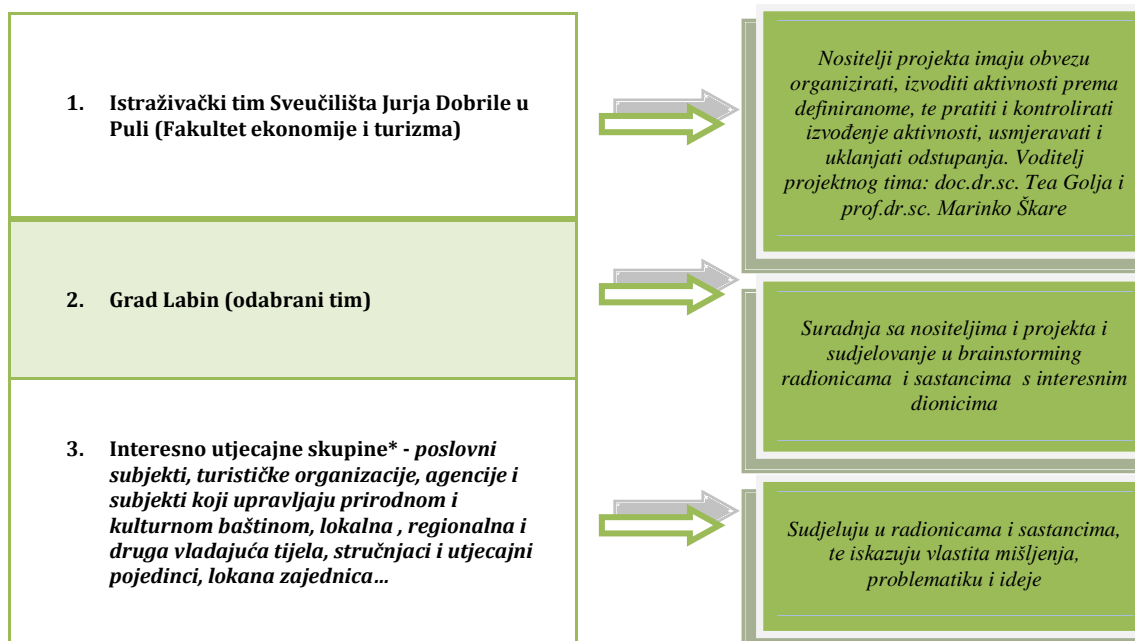 1. Istraživački tim Sveučilišta Jurja Dobrile u
Puli (Fakultet ekonomije i turizma)
Nositelji projekta imaju obvezu
organizirati, izvoditi aktivnosti prema
definiranome, te pratiti i kontrolirati
izvođenje aktivnosti, usmjeravati i
uklanjati odstupanja. Voditelj
projektnog tima: doc.dr.sc. Tea Golja i
prof.dr.sc. Marinko Škare
2. Grad Labin (odabrani tim)
Suradnja sa nositeljima i projekta i
sudjelovanje u brainstorming
radionicama i sastancima s interesnim
dionicima
3. Interesno utjecajne skupine* - poslovni
subjekti, turističke organizacije, agencije i
subjekti koji upravljaju prirodnom i
kulturnom baštinom, lokalna , regionalna i
druga vladajuća tijela, stručnjaci i utjecajni
pojedinci, lokana zajednica...
Sudjeluju u radionicama i sastancima,
te iskazuju vlastita mišljenja,
problematiku i ideje